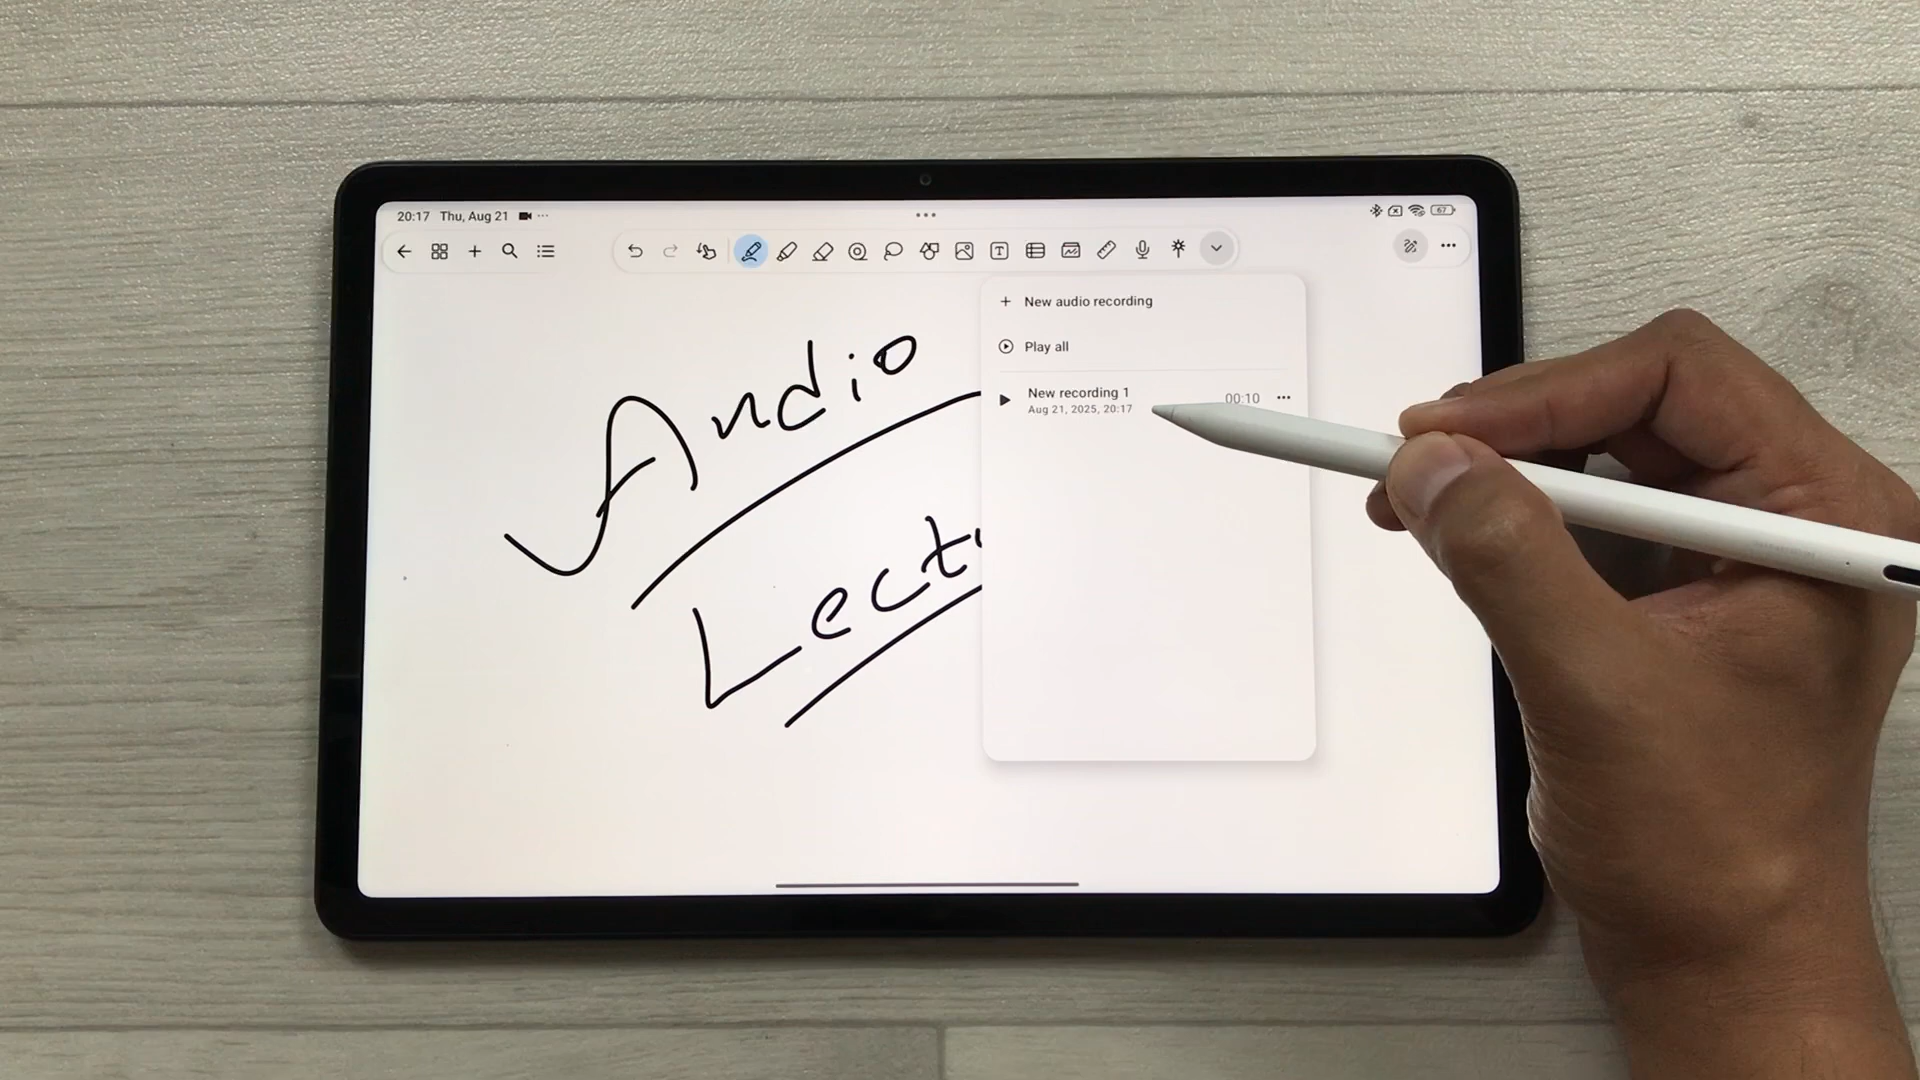 20:17 Thu, Aug 21
67
New audio recording
Play all
New recording 1
00:10
Aug 21, 2025, 20:17
Audio
Lect